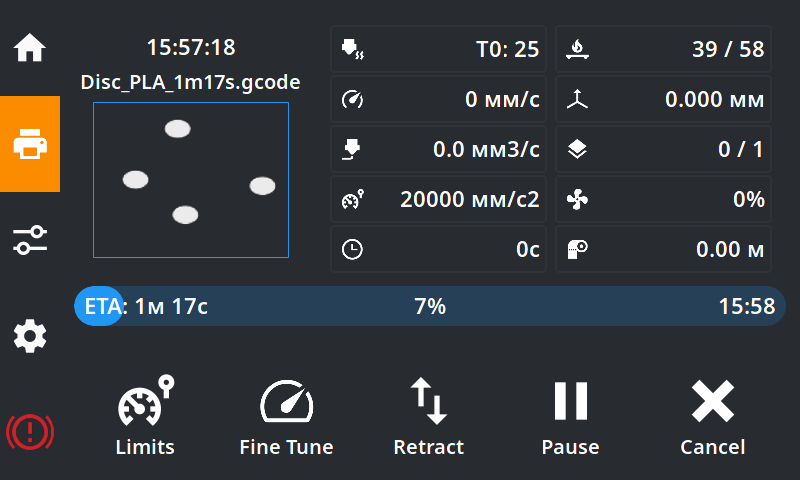 15:57:18
Disc_PLA_1m17s.gcode
T0: 25
39 / 58
0 мм/с
0.000 мм
0.0 мм3/с
0 / 1
20000 мм/с2
0%
0с
0.00 м
ETA: 1м 17с
7%
15:58
Limits
Fine Tune
Retract
Pause
Cancel